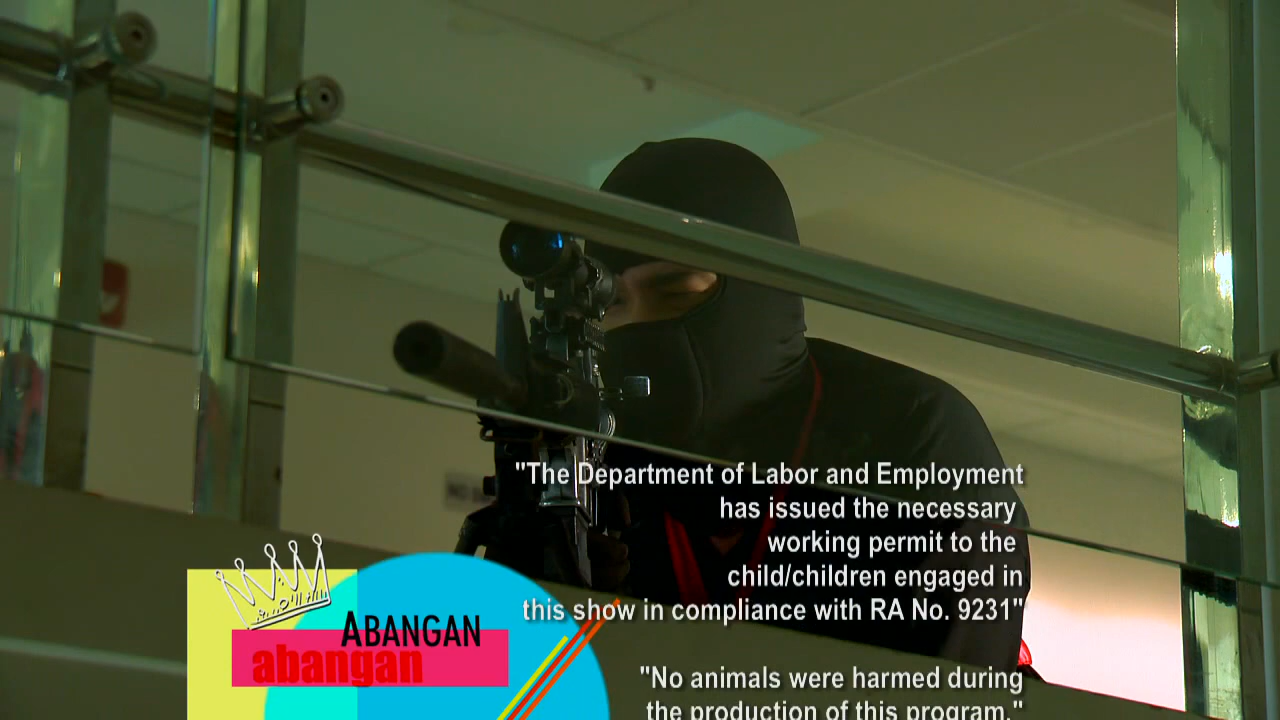 "The Department of Labor and Employment
has issued the necessary
working permit to the
child/children engaged in
this show in compliance with RA No. 9231"
ABANGAN
abangan
"No animals were harmed during
the production of this program."